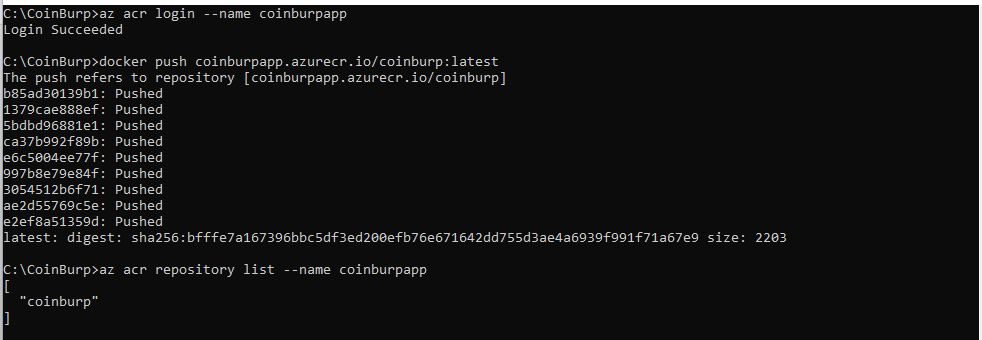 C:\CoinBurp>az acr login --name coinburpapp
Login Succeeded
C:\CoinBurp>docker push coinburpapp.azurecr.io/coinburp:latest
The push refers to repository [coinburpapp.azurecr.io/coinburp]
b85ad30139b1: Pushed
1379cae888ef: Pushed
5bdbd96881e1: Pushed
ca37b992f89b: Pushed
e6c5004ee77f: Pushed
997b8e79e84f: Pushed
3054512b6f71: Pushed
ae2d55769c5e: Pushed
e2ef8a51359d: Pushed
latest: digest: sha256:bfffe7a167396bbc5df3ed200efb76e671642dd755d3ae4a6939f991f71a67e9 size: 2203
C:\CoinBurp>az acr repository list --name coinburpapp
[
  "coinburp"
]